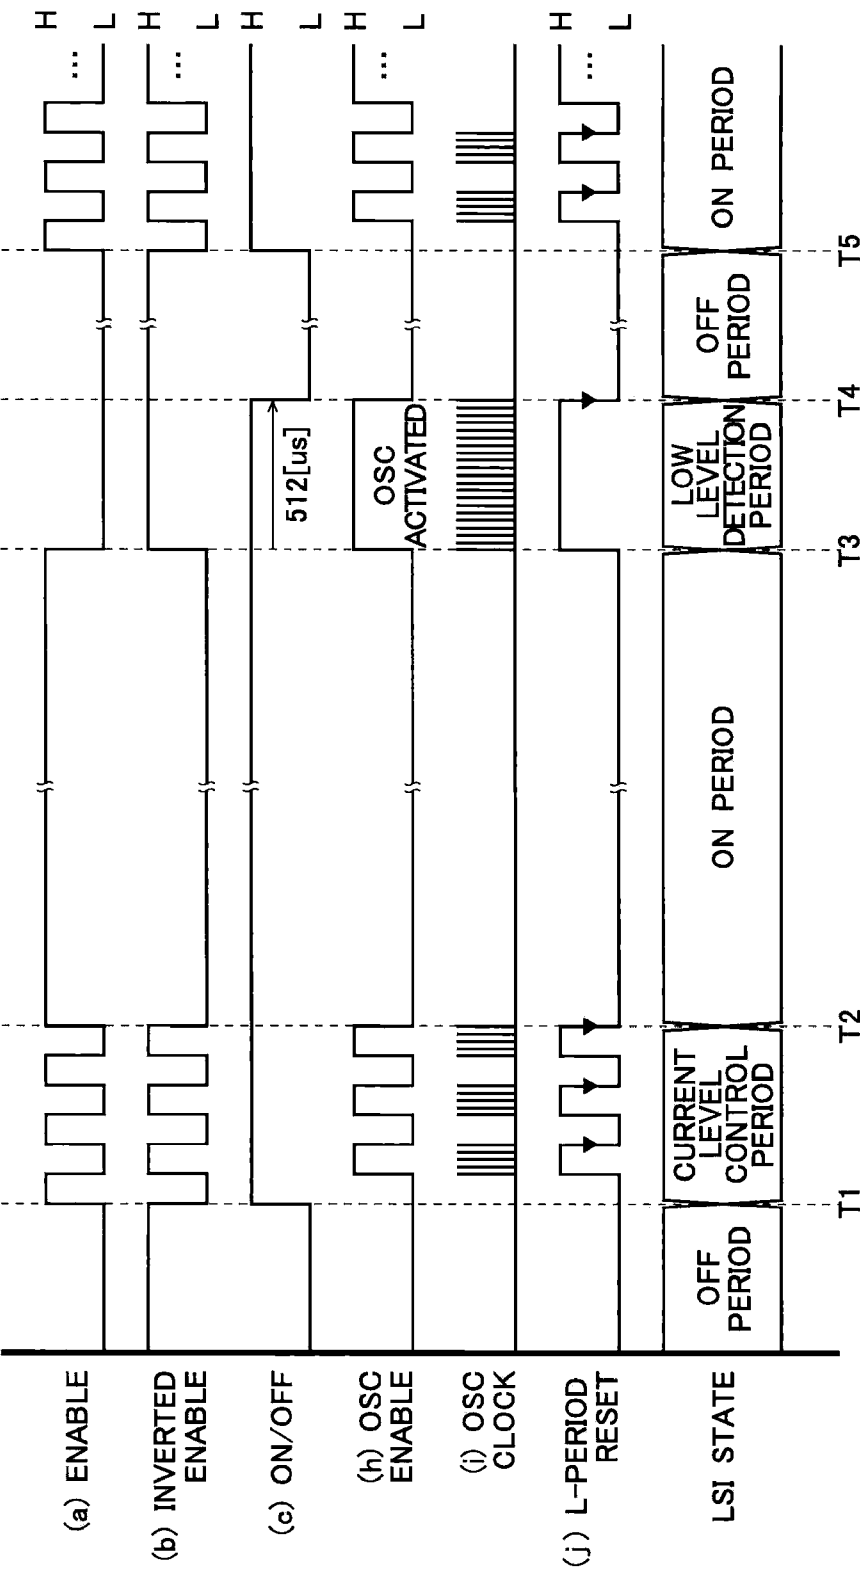 (a) ENABLE
H
L
...
(b) INVERTED
ENABLE
H
L
...
(c) ON/OFF
H
L
512[us]
(h) OSC
ENABLE
OSC
ACTIVATED
H
L
...
(i) OSC
CLOCK
(j) L-PERIOD
RESET
H
L
...
LSI STATE
OFF
PERIOD
CURRENT
LEVEL
CONTROL
PERIOD
ON PERIOD
LOW
LEVEL
DETECTION
PERIOD
OFF
PERIOD
ON PERIOD
T1
T2
T3
T4
T5